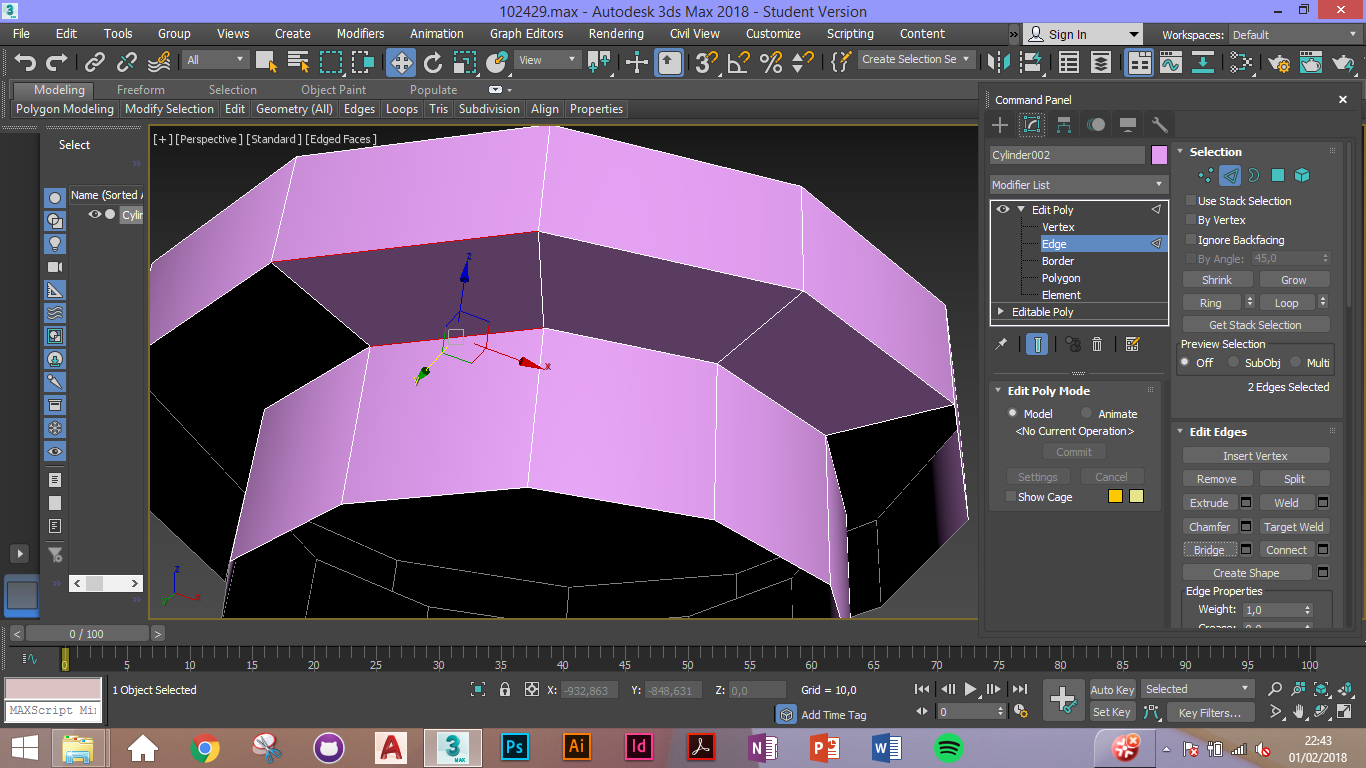 102429.max - Autodesk 3ds Max 2018 - Student Version
File Edit Tools Group Views Create Modifiers Animation Graph Editors Rendering Civil View Customize Scripting Content » Sign In Workspaces: Default
All View 3 Create Selection Se
Modeling Freeform Selection Object Paint Populate
Polygon Modeling Modify Selection Edit Geometry (All) Edges Loops Tris Subdivision Align Properties
Command Panel
[+] [Perspective] [Standard] [Edged Faces]
Select
Name (Sorted A
Cylin
z
x
z
x
y
Cylinder002
Modifier List
Edit Poly
Vertex
Edge
Border
Polygon
Element
Editable Poly
Edit Poly Mode
Model Animate
<No Current Operation>
Commit
Settings Cancel
Show Cage
Selection
Use Stack Selection
By Vertex
Ignore Backfacing
By Angle: 45,0
Shrink Grow
Ring Loop
Get Stack Selection
Preview Selection
Off SubObj Multi
2 Edges Selected
Edit Edges
Insert Vertex
Remove Split
Extrude Weld
Chamfer Target Weld
Bridge Connect
Create Shape
Edge Properties
Weight: 1,0
< 0 / 100 >
0 5 10 15 20 25 30 35 40 45 50 55 60 65 70 75 80 85 90 95 100
1 Object Selected X: -932,863 Y: -848,631 Z: 0,0 Grid = 10,0
Auto Key Selected
MAXScript Mi
Add Time Tag
0
Set Key Key Filters...
A 3 MAX Ps Ai Id N P W
22:43
01/02/2018